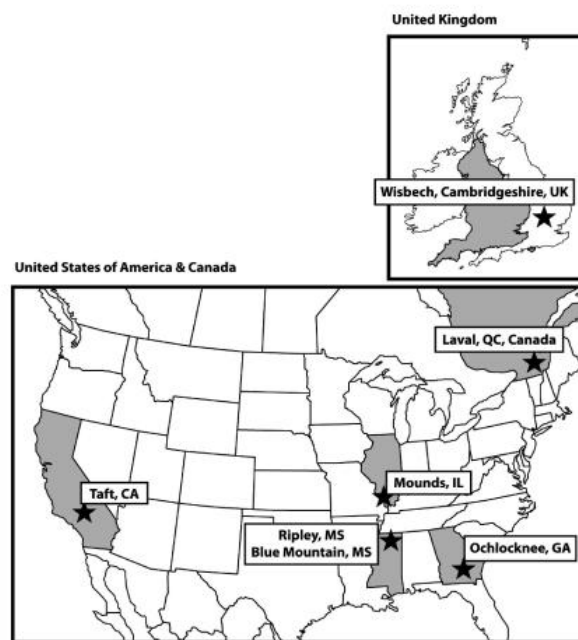 United Kingdom
Wisbech, Cambridgeshire, UK
United States of America & Canada
Laval, QC, Canada
Taft, CA
Mounds, IL
Ripley, MS
Blue Mountain, MS
Ochlocknee, GA